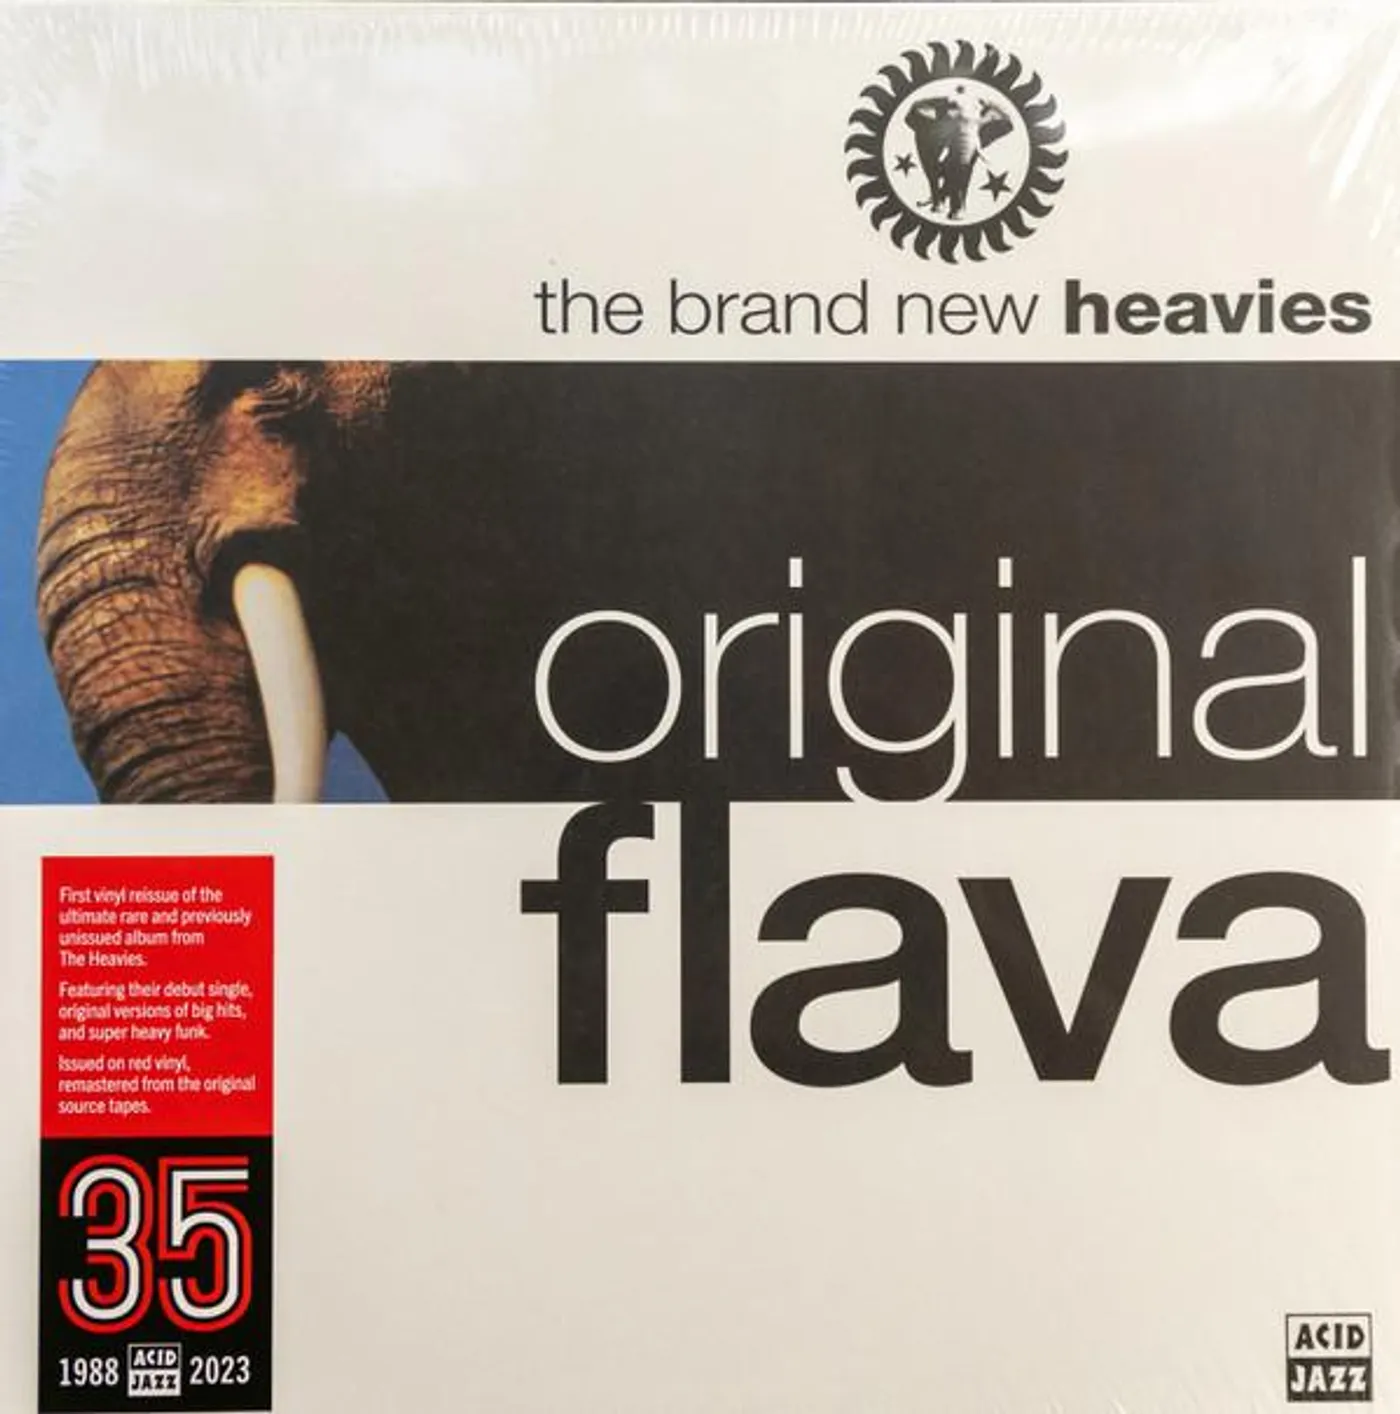 the brand new heavies
original
flava
First vinyl reissue of the
ultimate rare and previously
unissued album from
The Heavies.
Featuring their debut single,
original versions of big hits,
and super heavy funk.
Issued on red vinyl,
remastered from the original
source tapes.
35
1988 ACID JAZZ 2023
ACID
JAZZ